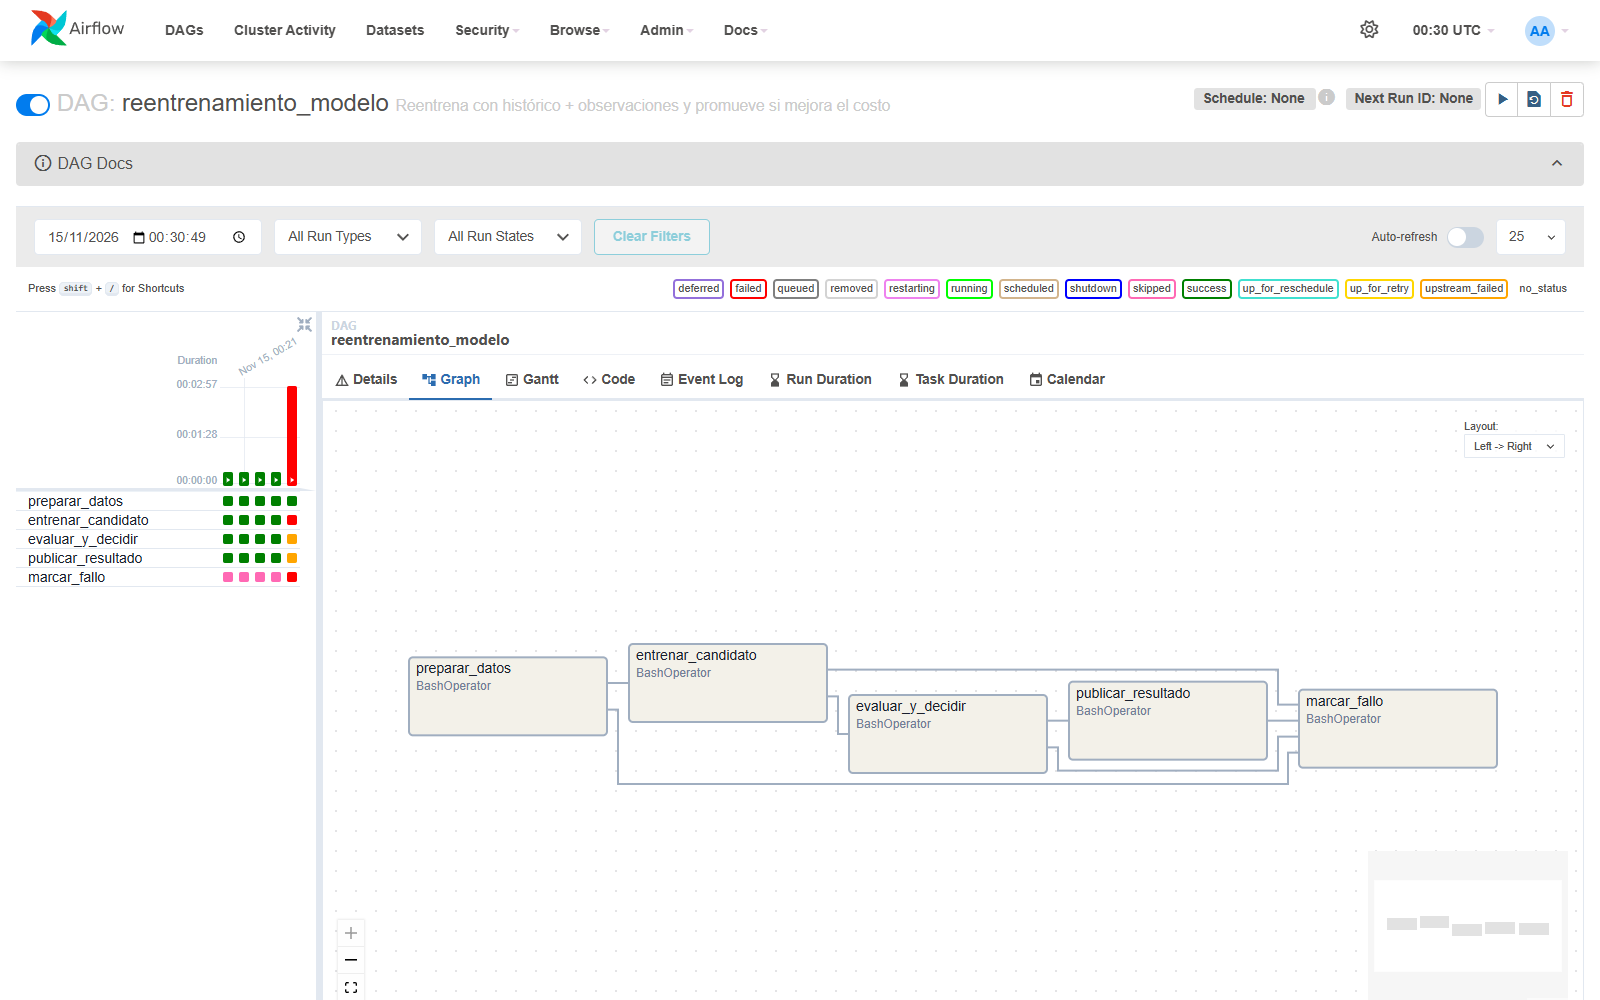 Airflow DAGs Cluster Activity Datasets Security Browse Admin Docs 00:30 UTC AA
DAG: reentrenamiento_modelo Reentrena con histórico + observaciones y promueve si mejora el costo Schedule: None i Next Run ID: None
DAG Docs
15/11/2026 00:30:49 All Run Types All Run States Clear Filters Auto-refresh 25
Press shift + / for Shortcuts deferred failed queued removed restarting running scheduled shutdown skipped success up_for_reschedule up_for_retry upstream_failed no_status
Duration
Nov 15, 00:21
00:02:57
00:01:28
00:00:00
preparar_datos
entrenar_candidato
evaluar_y_decidir
publicar_resultado
marcar_fallo
DAG
reentrenamiento_modelo
Details Graph Gantt Code Event Log Run Duration Task Duration Calendar
Layout:
Left -> Right
preparar_datos
BashOperator
entrenar_candidato
BashOperator
evaluar_y_decidir
BashOperator
publicar_resultado
BashOperator
marcar_fallo
BashOperator